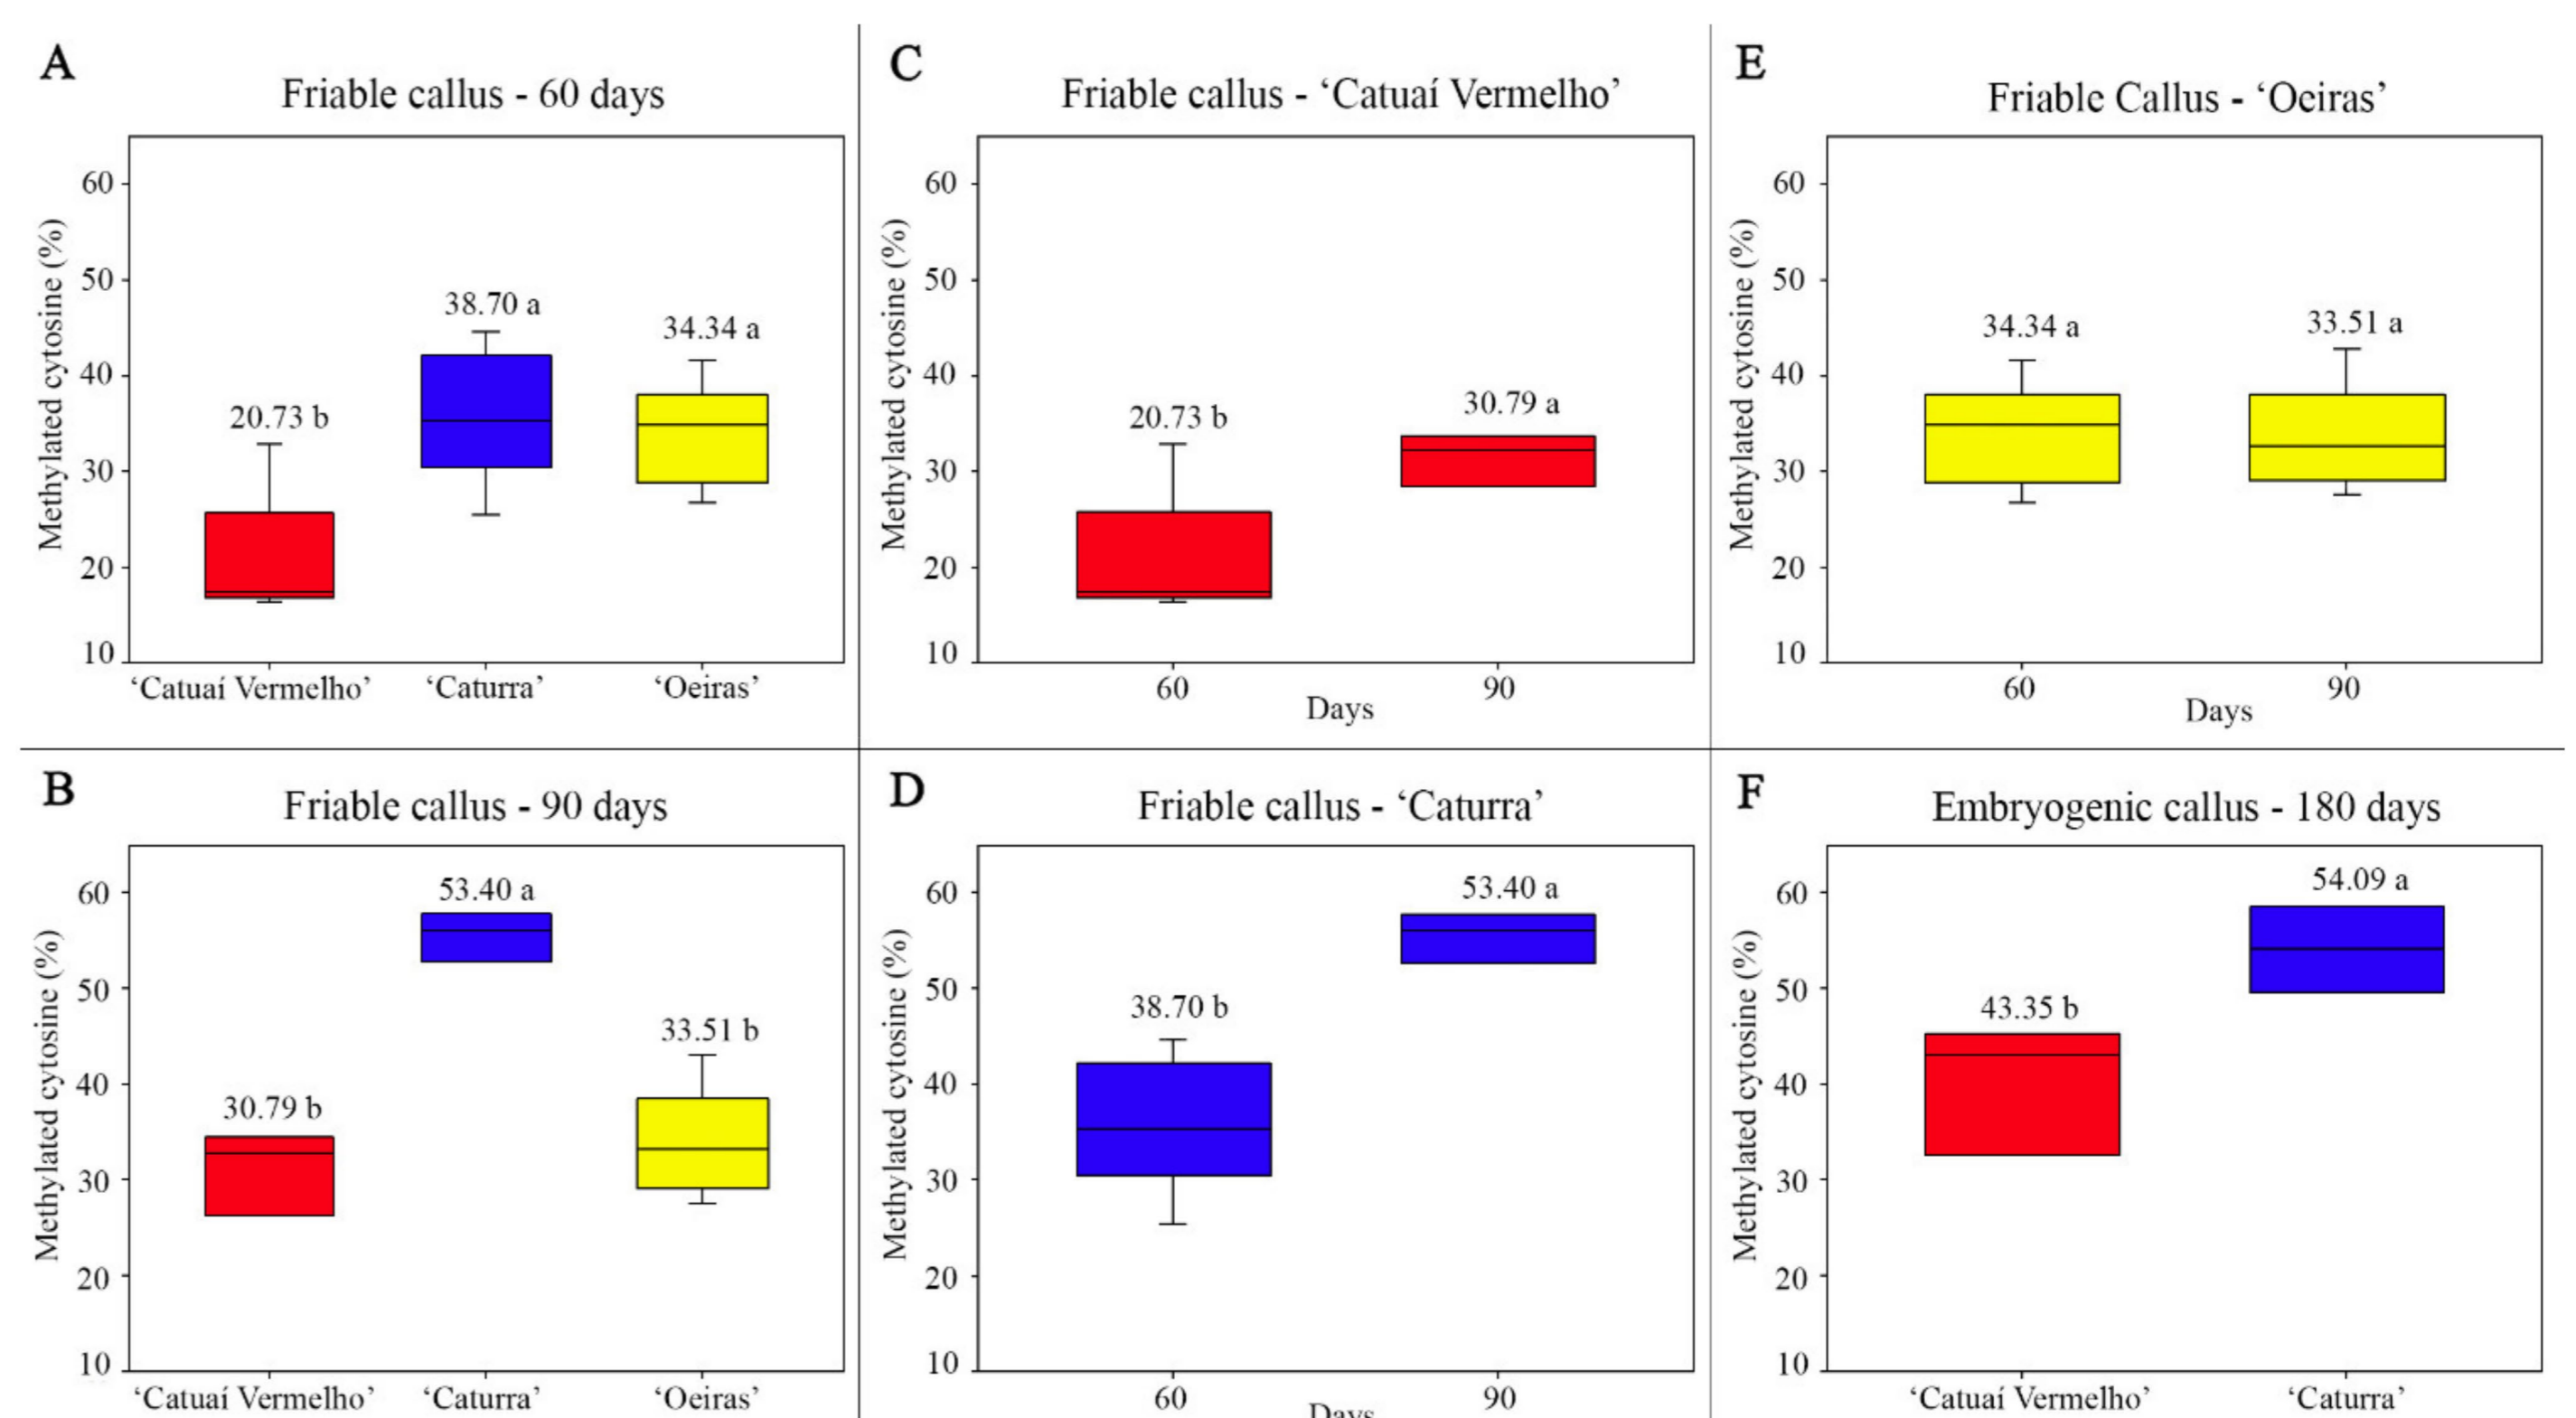 A
Friable callus - 60 days
Methylated cytosine (%)
60
50
40
30
20
10
20.73 b
38.70 a
34.34 a
‘Catuaí Vermelho’
‘Caturra’
‘Oeiras’
C
Friable callus - ‘Catuaí Vermelho’
Methylated cytosine (%)
60
50
40
30
20
10
20.73 b
30.79 a
60
90
Days
E
Friable Callus - ‘Oeiras’
Methylated cytosine (%)
60
50
40
30
20
10
34.34 a
33.51 a
60
90
Days
B
Friable callus - 90 days
Methylated cytosine (%)
60
50
40
30
20
10
30.79 b
53.40 a
33.51 b
‘Catuaí Vermelho’
‘Caturra’
‘Oeiras’
D
Friable callus - ‘Caturra’
Methylated cytosine (%)
60
50
40
30
20
10
38.70 b
53.40 a
60
90
Days
F
Embryogenic callus - 180 days
Methylated cytosine (%)
60
50
40
30
20
10
43.35 b
54.09 a
‘Catuaí Vermelho’
‘Caturra’